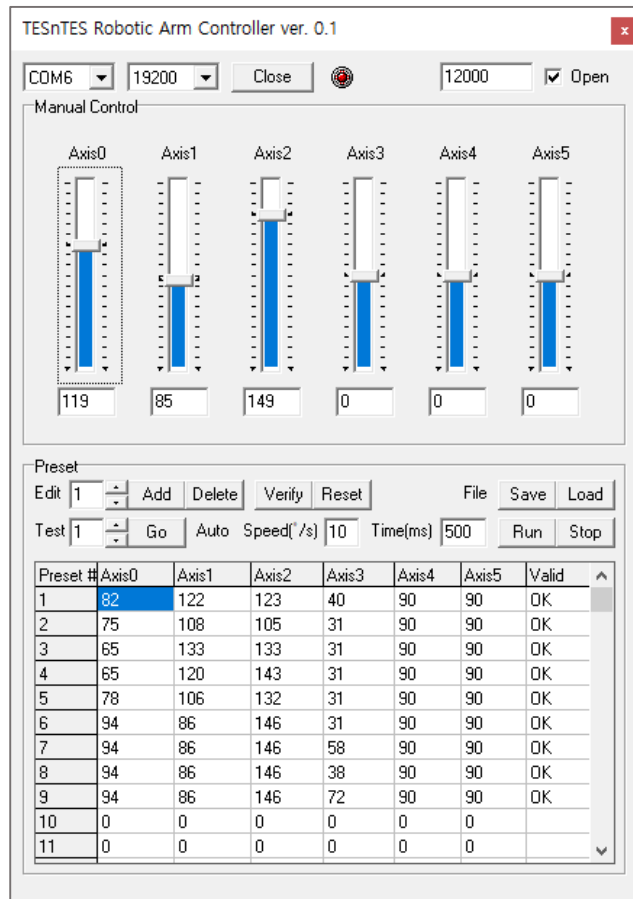 TESnTES Robotic Arm Controller ver. 0.1 x
COM6 19200 Close 12000 Open
Manual Control
Axis0 Axis1 Axis2 Axis3 Axis4 Axis5
119 85 149 0 0 0
Preset
Edit 1 Add Delete Verify Reset File Save Load
Test 1 Go Auto Speed(˚/s) 10 Time(ms) 500 Run Stop
Preset # Axis0 Axis1 Axis2 Axis3 Axis4 Axis5 Valid
1 82 122 123 40 90 90 OK
2 75 108 105 31 90 90 OK
3 65 133 133 31 90 90 OK
4 65 120 143 31 90 90 OK
5 78 106 132 31 90 90 OK
6 94 86 146 31 90 90 OK
7 94 86 146 58 90 90 OK
8 94 86 146 38 90 90 OK
9 94 86 146 72 90 90 OK
10 0 0 0 0 0 0
11 0 0 0 0 0 0